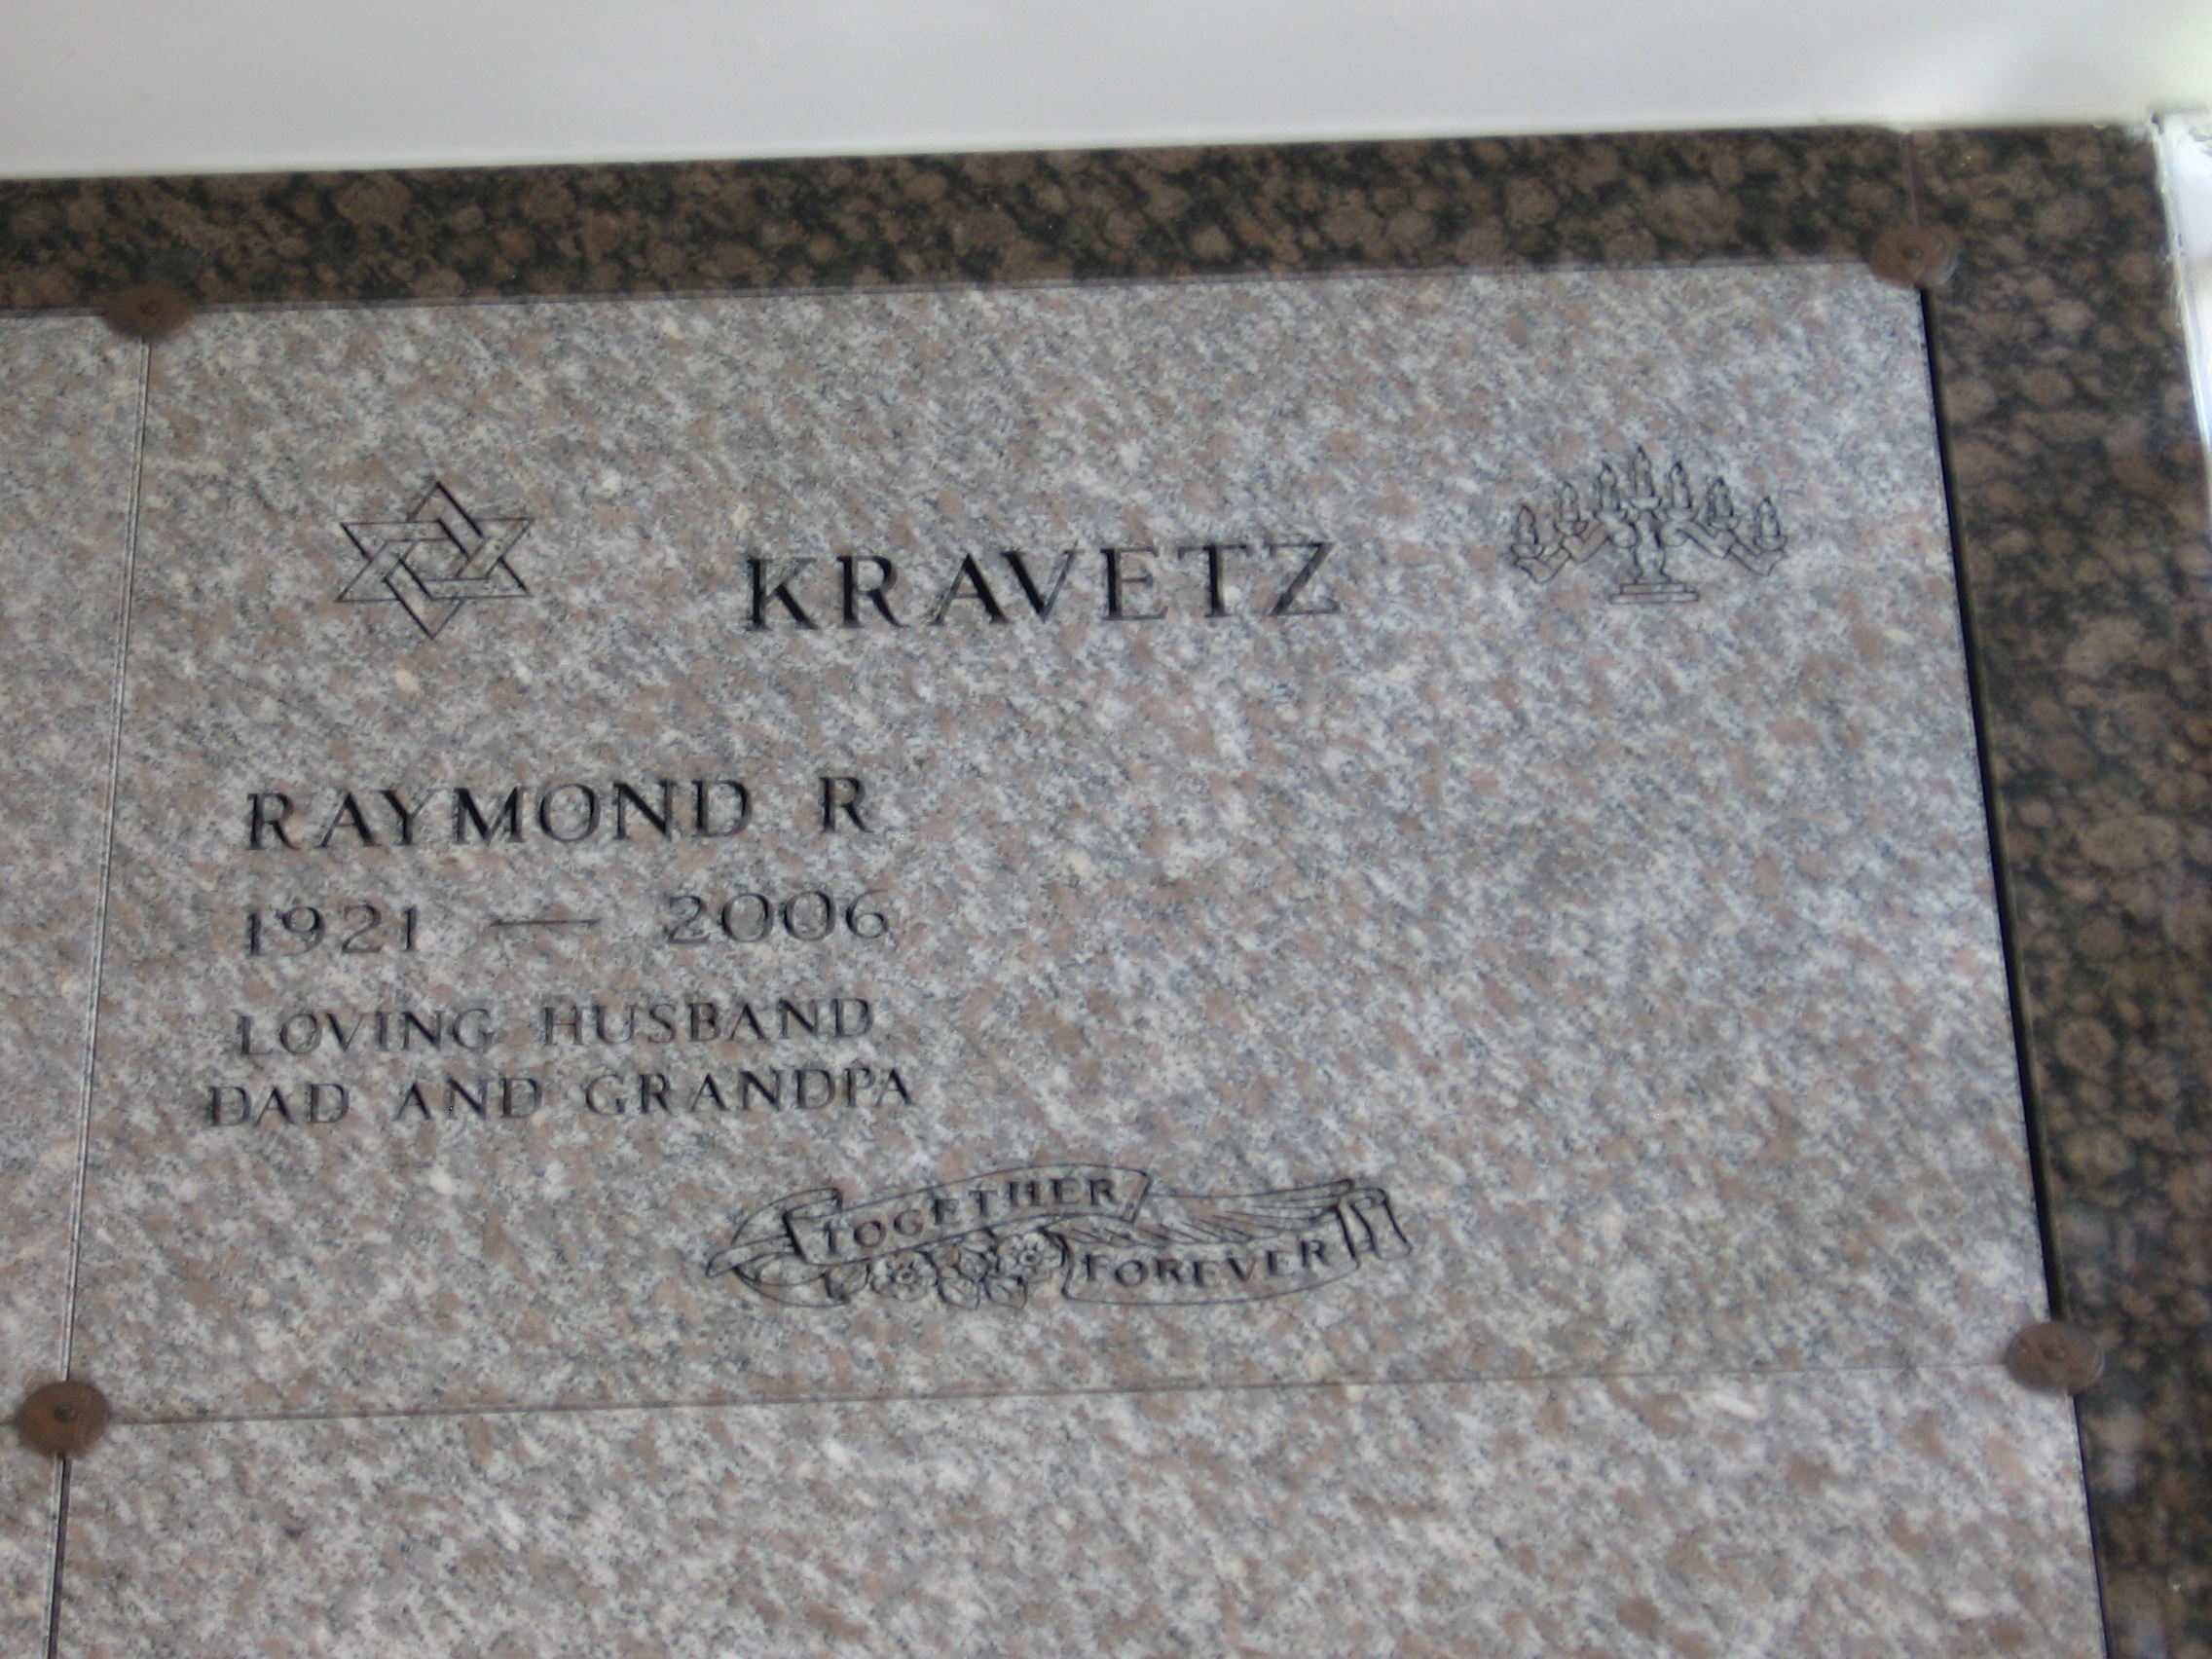 KRAVETZ
RAYMOND R
1921 — 2006
LOVING HUSBAND
DAD AND GRANDPA
TOGETHER
FOREVER